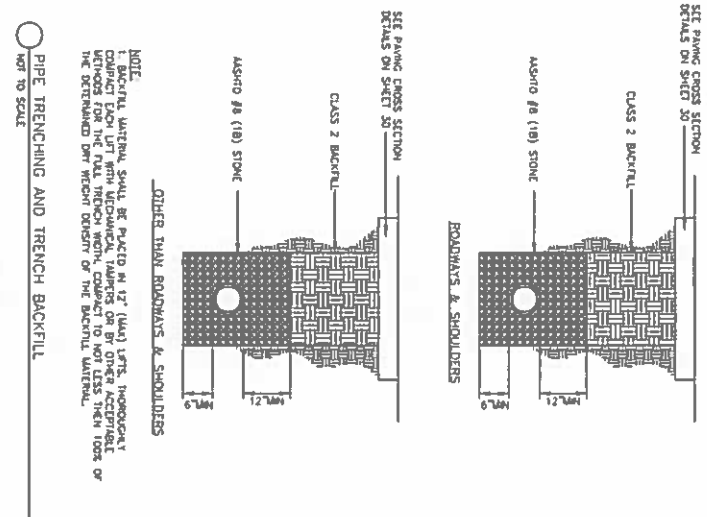 SEE PAVING CROSS SECTION
DETAILS ON SHEET 30
CLASS 2 BACKFILL
AASHTO #8 (1B) STONE
12"
MIN.
6"
MIN.
ROADWAYS & SHOULDERS
SEE PAVING CROSS SECTION
DETAILS ON SHEET 30
CLASS 2 BACKFILL
AASHTO #8 (1B) STONE
12"
MIN.
6"
MIN.
OTHER THAN ROADWAYS & SHOULDERS
NOTE:
1. BACKFILL MATERIAL SHALL BE PLACED IN 12" (MAX) LIFTS. THOROUGHLY
COMPACT EACH LIFT WITH MECHANICAL TAMPERS OR BY OTHER ACCEPTABLE
METHODS FOR THE FULL TRENCH WIDTH. COMPACT TO NOT LESS THEN 100% OF
THE DETERMINED DRY WEIGHT DENSITY OF THE BACKFILL MATERIAL.
PIPE TRENCHING AND TRENCH BACKFILL
NOT TO SCALE